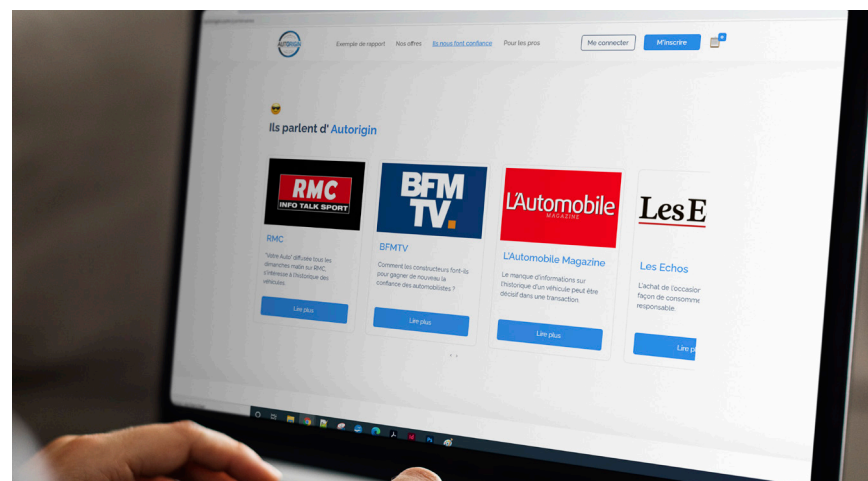 AUTORIGIN
Exemple de rapport
Nos offres
Ils nous font confiance
Pour les pros
Me connecter
M'inscrire
Ils parlent d' Autorigin
RMC
INFO TALK SPORT
RMC
"Votre Auto" diffusée tous les
dimanches matin sur RMC,
s'intéresse à l'historique des
véhicules.
Lire plus
BFM
TV.
BFMTV
Comment les constructeurs font-ils
pour gagner de nouveau la
confiance des automobilistes ?
Lire plus
L'Automobile
MAGAZINE
L'Automobile Magazine
Le manque d'informations sur
l'historique d'un véhicule peut être
décisif dans une transaction.
Lire plus
Les E
Les Echos
L'achat de l'occasion
façon de consomme
responsable.
Lire pl